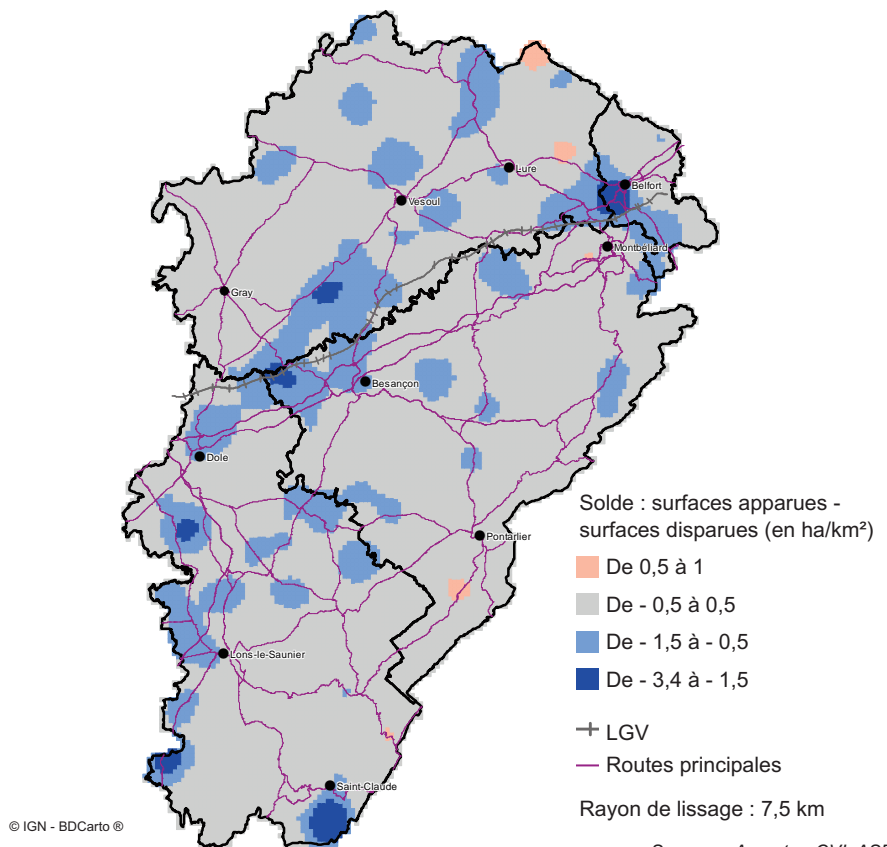 Lure
Belfort
Vesoul
Montbéliard
Gray
Besançon
Dole
Solde : surfaces apparues -
surfaces disparues (en ha/km²)
Pontarlier
De 0,5 à 1
De - 0,5 à 0,5
De - 1,5 à - 0,5
Lons-le-Saunier
De - 3,4 à - 1,5
LGV
Routes principales
Saint-Claude
Rayon de lissage : 7,5 km
© IGN - BDCarto ®